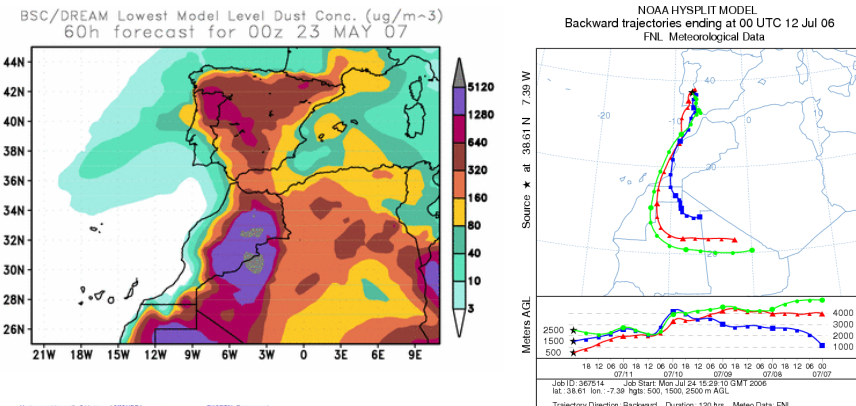 BSC/DREAM Lowest Model Level Dust Conc. (ug/m^3)
60h forecast for 00z 23 MAY 07
44N
42N
40N
38N
36N
34N
32N
30N
28N
26N
21W 18W 15W 12W 9W 6W 3W 0 3E 6E 9E
5120
1280
640
320
160
80
40
10
3
NOAA HYSPLIT MODEL
Backward trajectories ending at 00 UTC 12 Jul 06
FNL Meteorological Data
Source ★ at 38.61 N 7.39 W
40
-20
-10
0
Meters AGL
2500
1500
500
4000
3000
2000
1000
18 12 06 00 18 12 06 00 18 12 06 00 18 12 06 00 18 12 06 00
07/11 07/10 07/09 07/08 07/07
Job ID: 367514 Job Start: Mon Jul 24 15:29:10 GMT 2006
lat.: 38.61 lon.: -7.39 hgts: 500, 1500, 2500 m AGL
Trajectory Direction: Backward Duration: 120 hrs Meteo Data: FNL